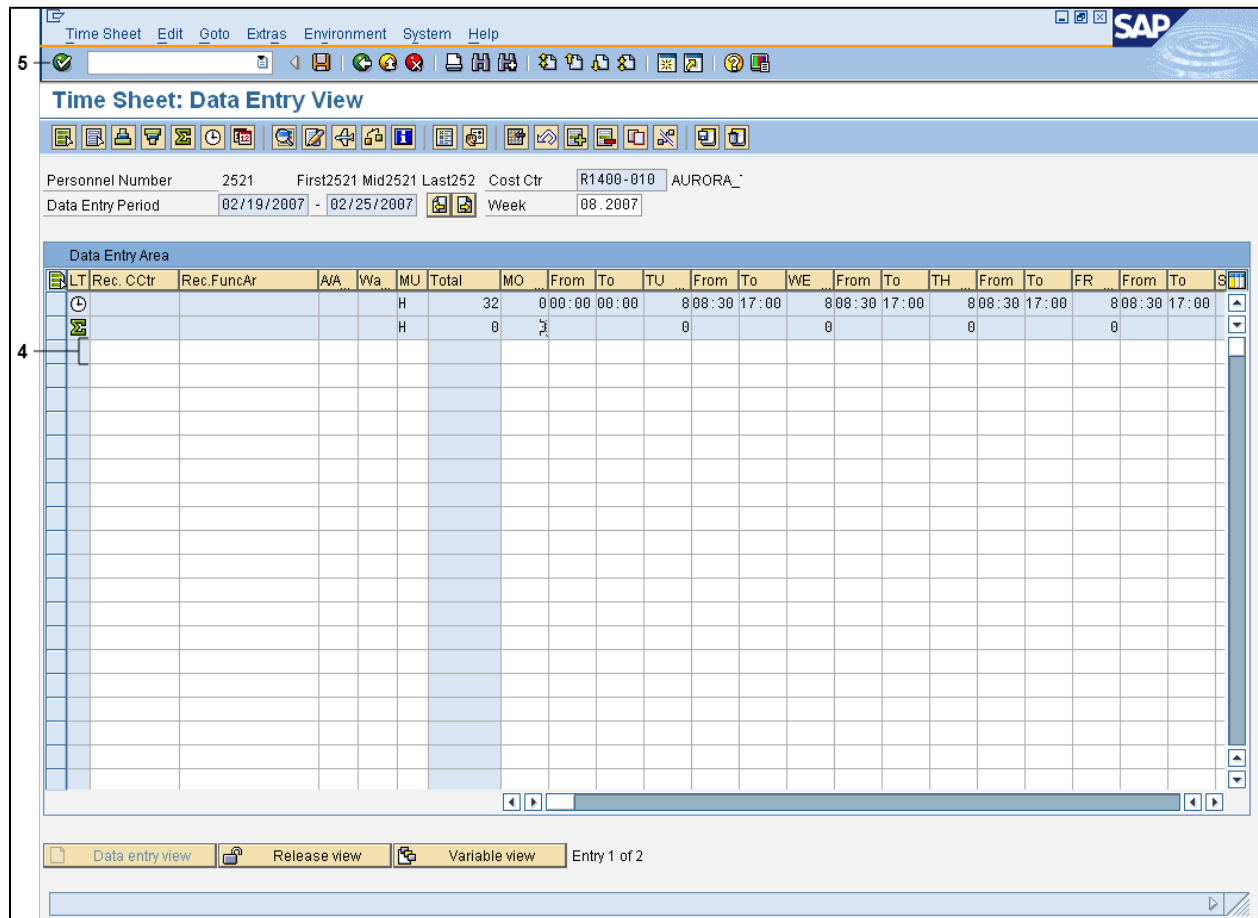 Time Sheet Edit Goto Extras Environment System Help
SAP
5
Time Sheet: Data Entry View
Personnel Number 2521 First2521 Mid2521 Last252 Cost Ctr R1400-010 AURORA_
Data Entry Period 02/19/2007 - 02/25/2007 Week 08.2007
Data Entry Area
LT Rec. CCtr Rec.FuncAr A/A... Wa... MU Total MO ... From To TU ... From To WE ... From To TH ... From To FR ... From To S
H 32 0 00:00 00:00 8 08:30 17:00 8 08:30 17:00 8 08:30 17:00 8 08:30 17:00
H 0 0 0 0 0
4
Data entry view Release view Variable view Entry 1 of 2